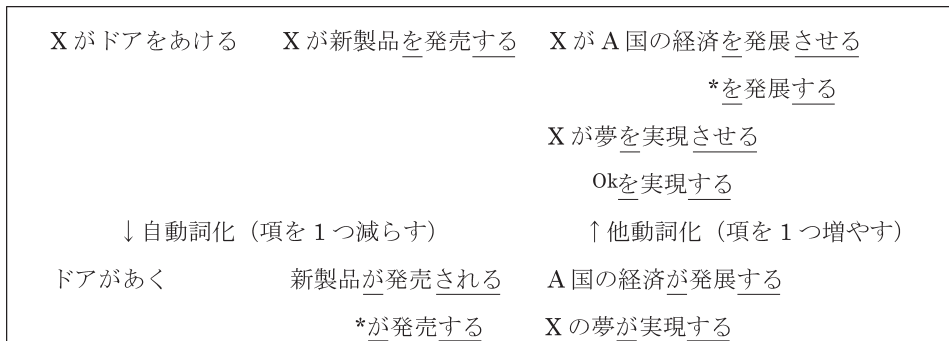 Xがドアをあける Xが新製品を発売する XがA国の経済を発展させる
*を発展する
Xが夢を実現させる
Okを実現する
↓自動詞化（項を1つ減らす） ↑他動詞化（項を1つ増やす）
ドアがあく 新製品が発売される A国の経済が発展する
*が発売する Xの夢が実現する